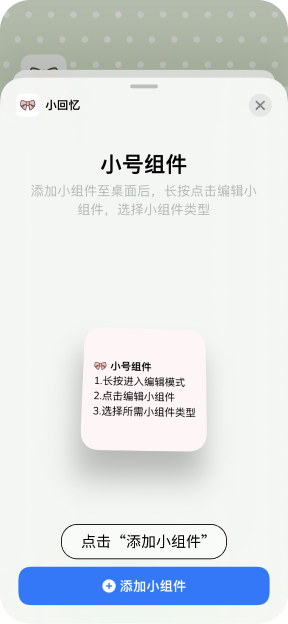 小回忆
小号组件
添加小组件至桌面后，长按点击编辑小
组件，选择小组件类型
小号组件
1.长按进入编辑模式
2.点击编辑小组件
3.选择所需小组件类型
点击“添加小组件”
添加小组件